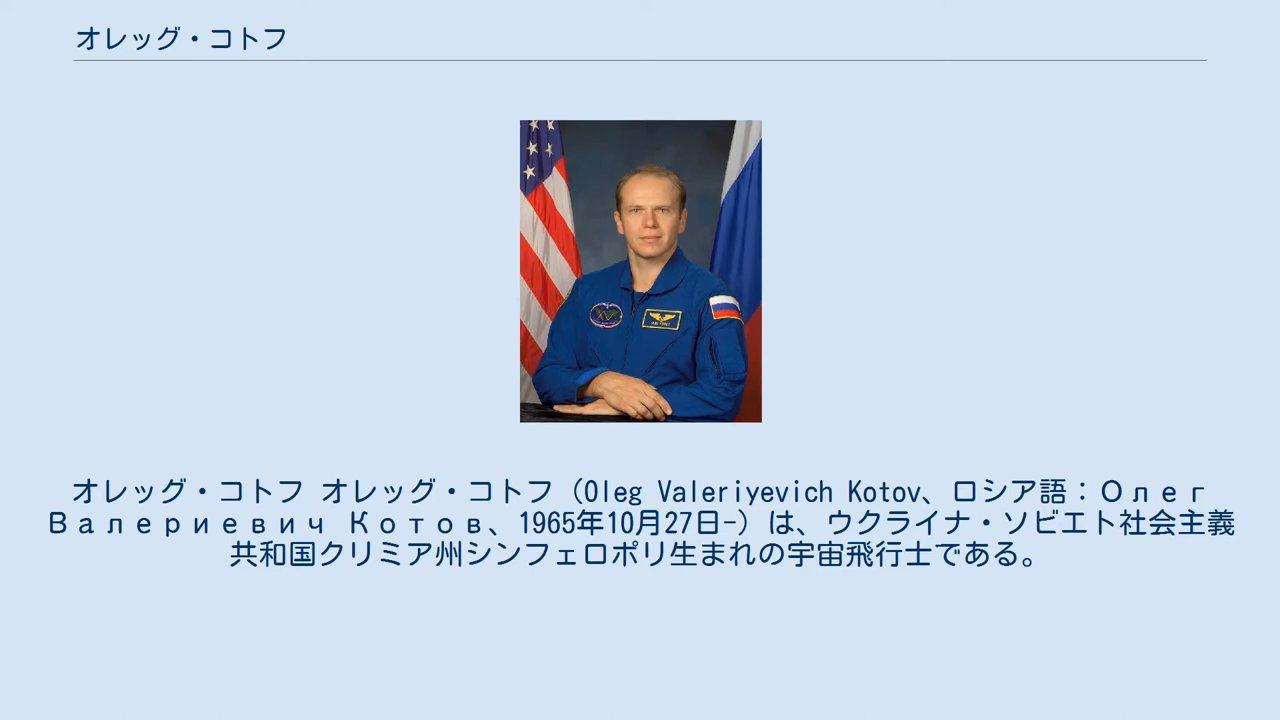 オレッグ・コトフ
オレッグ・コトフ オレッグ・コトフ（Oleg Valeriyevich Kotov、ロシア語：Олег
Валериевич Котов、1965年10月27日-）は、ウクライナ・ソビエト社会主義
共和国クリミア州シンフェロポリ生まれの宇宙飛行士である。